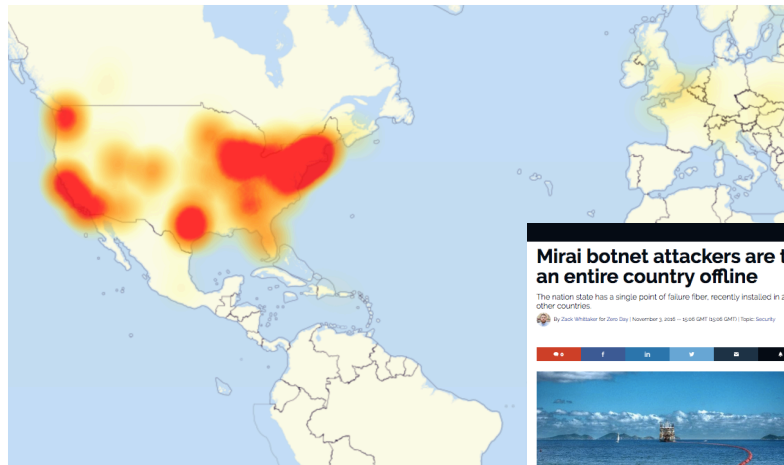 Mirai botnet attackers are
an entire country offline
The nation state has a single point of failure fiber, recently installed in
other countries.
By Zack Whittaker for Zero Day | November 3, 2016 -- 15:06 GMT (15:06 GMT) | Topic: Security
0 f in